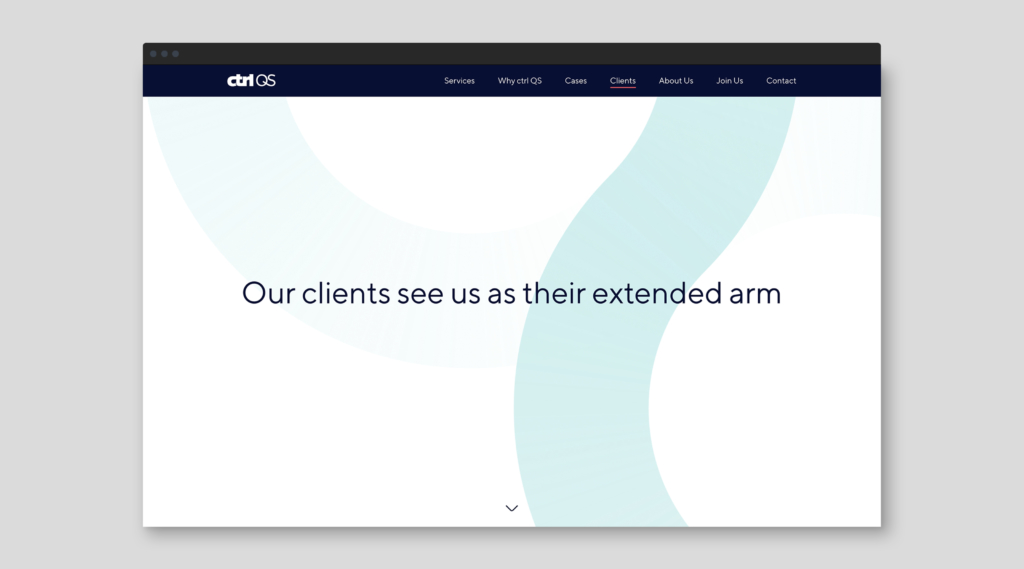 ctrl QS
Services Why ctrl QS Cases Clients About Us Join Us Contact
Our clients see us as their extended arm